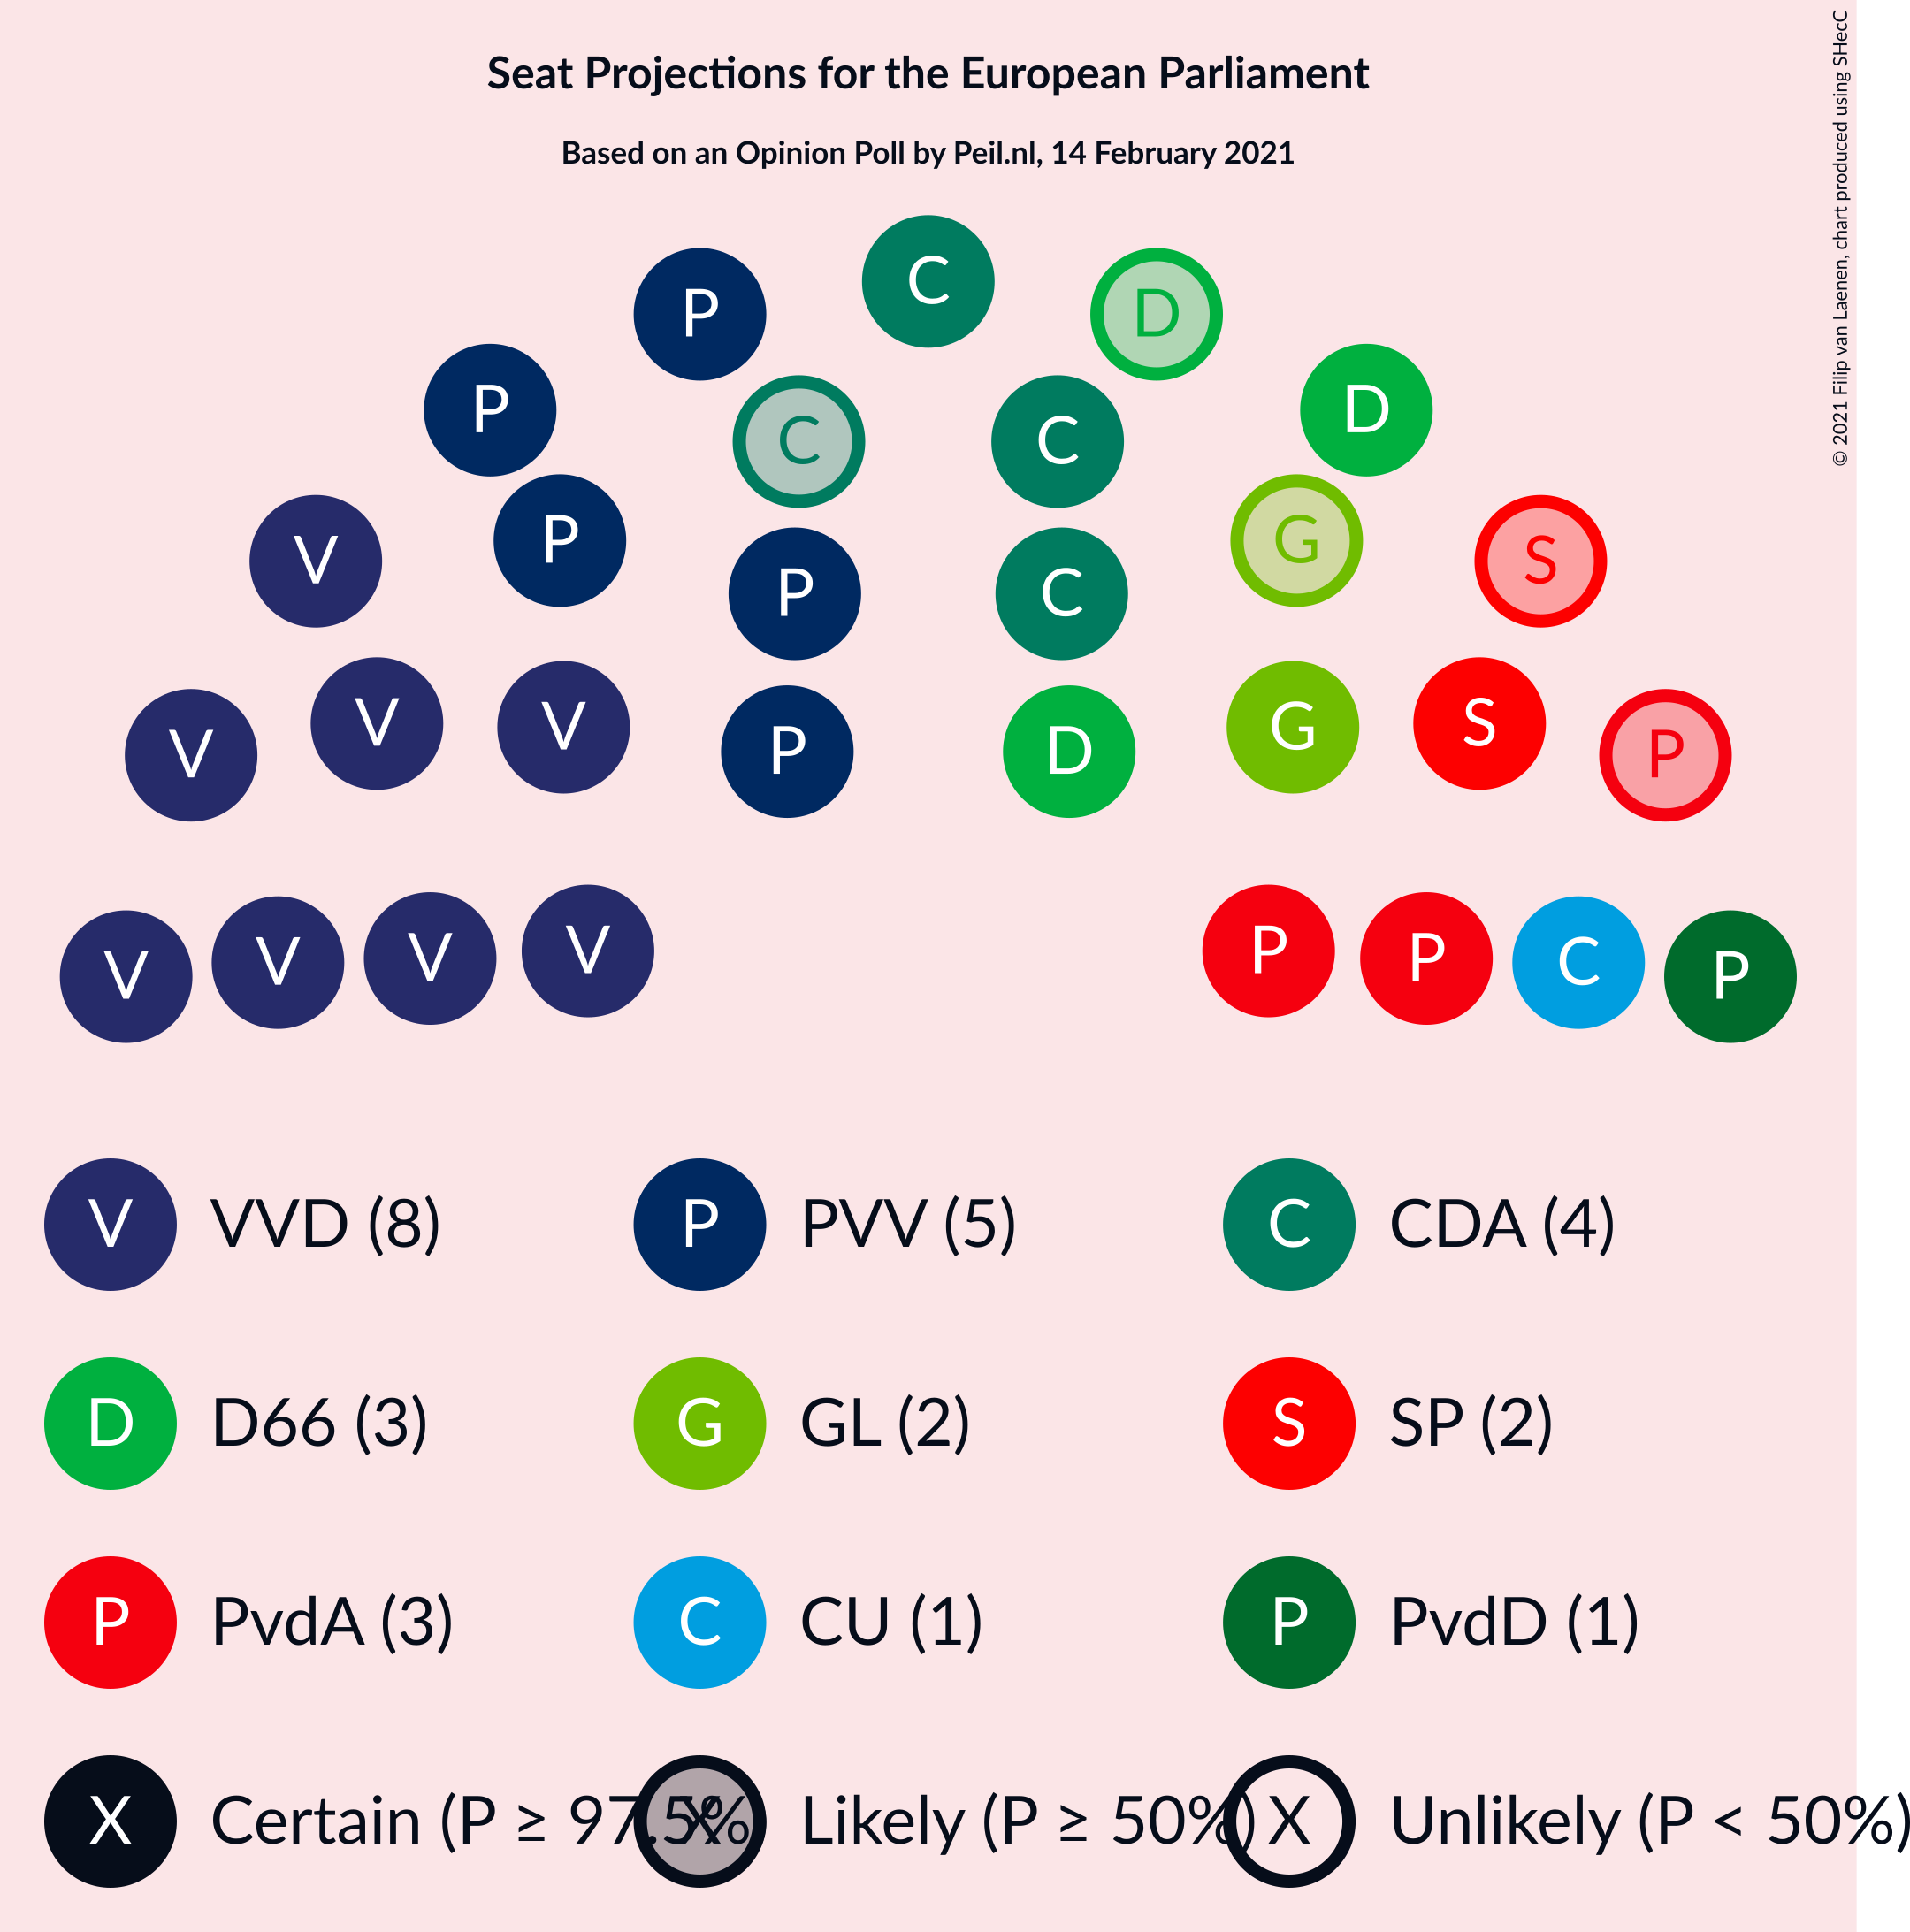 Seat Projections for the European Parliament
Based on an Opinion Poll by Peil.nl, 14 February 2021
© 2021 Filip van Laenen, chart produced using SHecC
C
P D
P D
C C
P G
V S
P C
V V S
V G
P D
V P
V P
V P
V C
V P
V VVD (8) P PVV (5) C CDA (4)
D D66 (3) G GL (2) S SP (2)
P PvdA (3) C CU (1) P PvdD (1)
X Certain (P ≥ 97.5% X Likely (P ≥ 50%) X Unlikely (P < 50%)